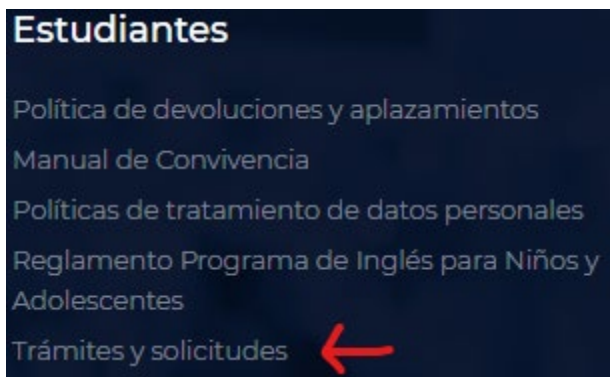 Estudiantes
Política de devoluciones y aplazamientos
Manual de Convivencia
Políticas de tratamiento de datos personales
Reglamento Programa de Inglés para Niños y
Adolescentes
Trámites y solicitudes